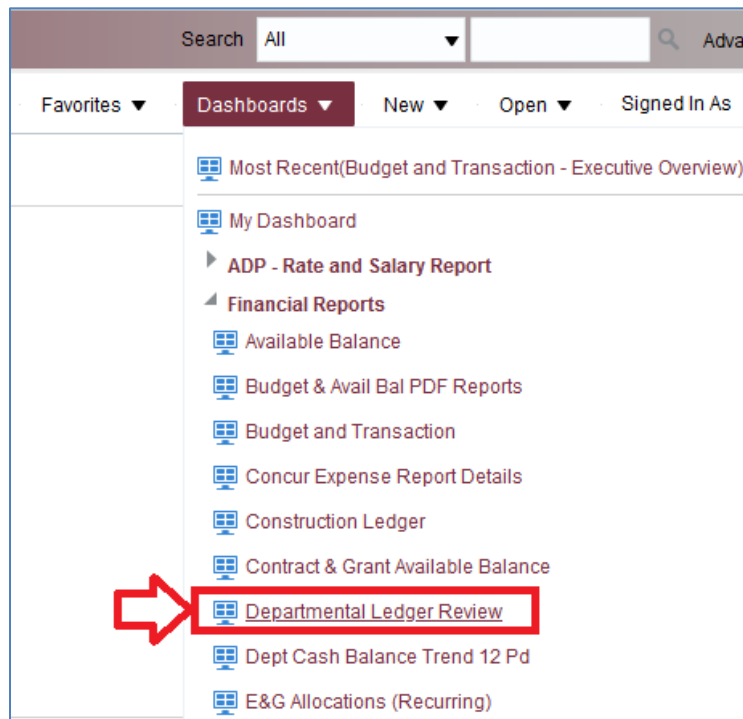 Search All Adva
Favorites Dashboards New Open Signed In As
Most Recent(Budget and Transaction - Executive Overview)
My Dashboard
ADP - Rate and Salary Report
Financial Reports
Available Balance
Budget & Avail Bal PDF Reports
Budget and Transaction
Concur Expense Report Details
Construction Ledger
Contract & Grant Available Balance
Departmental Ledger Review
Dept Cash Balance Trend 12 Pd
E&G Allocations (Recurring)